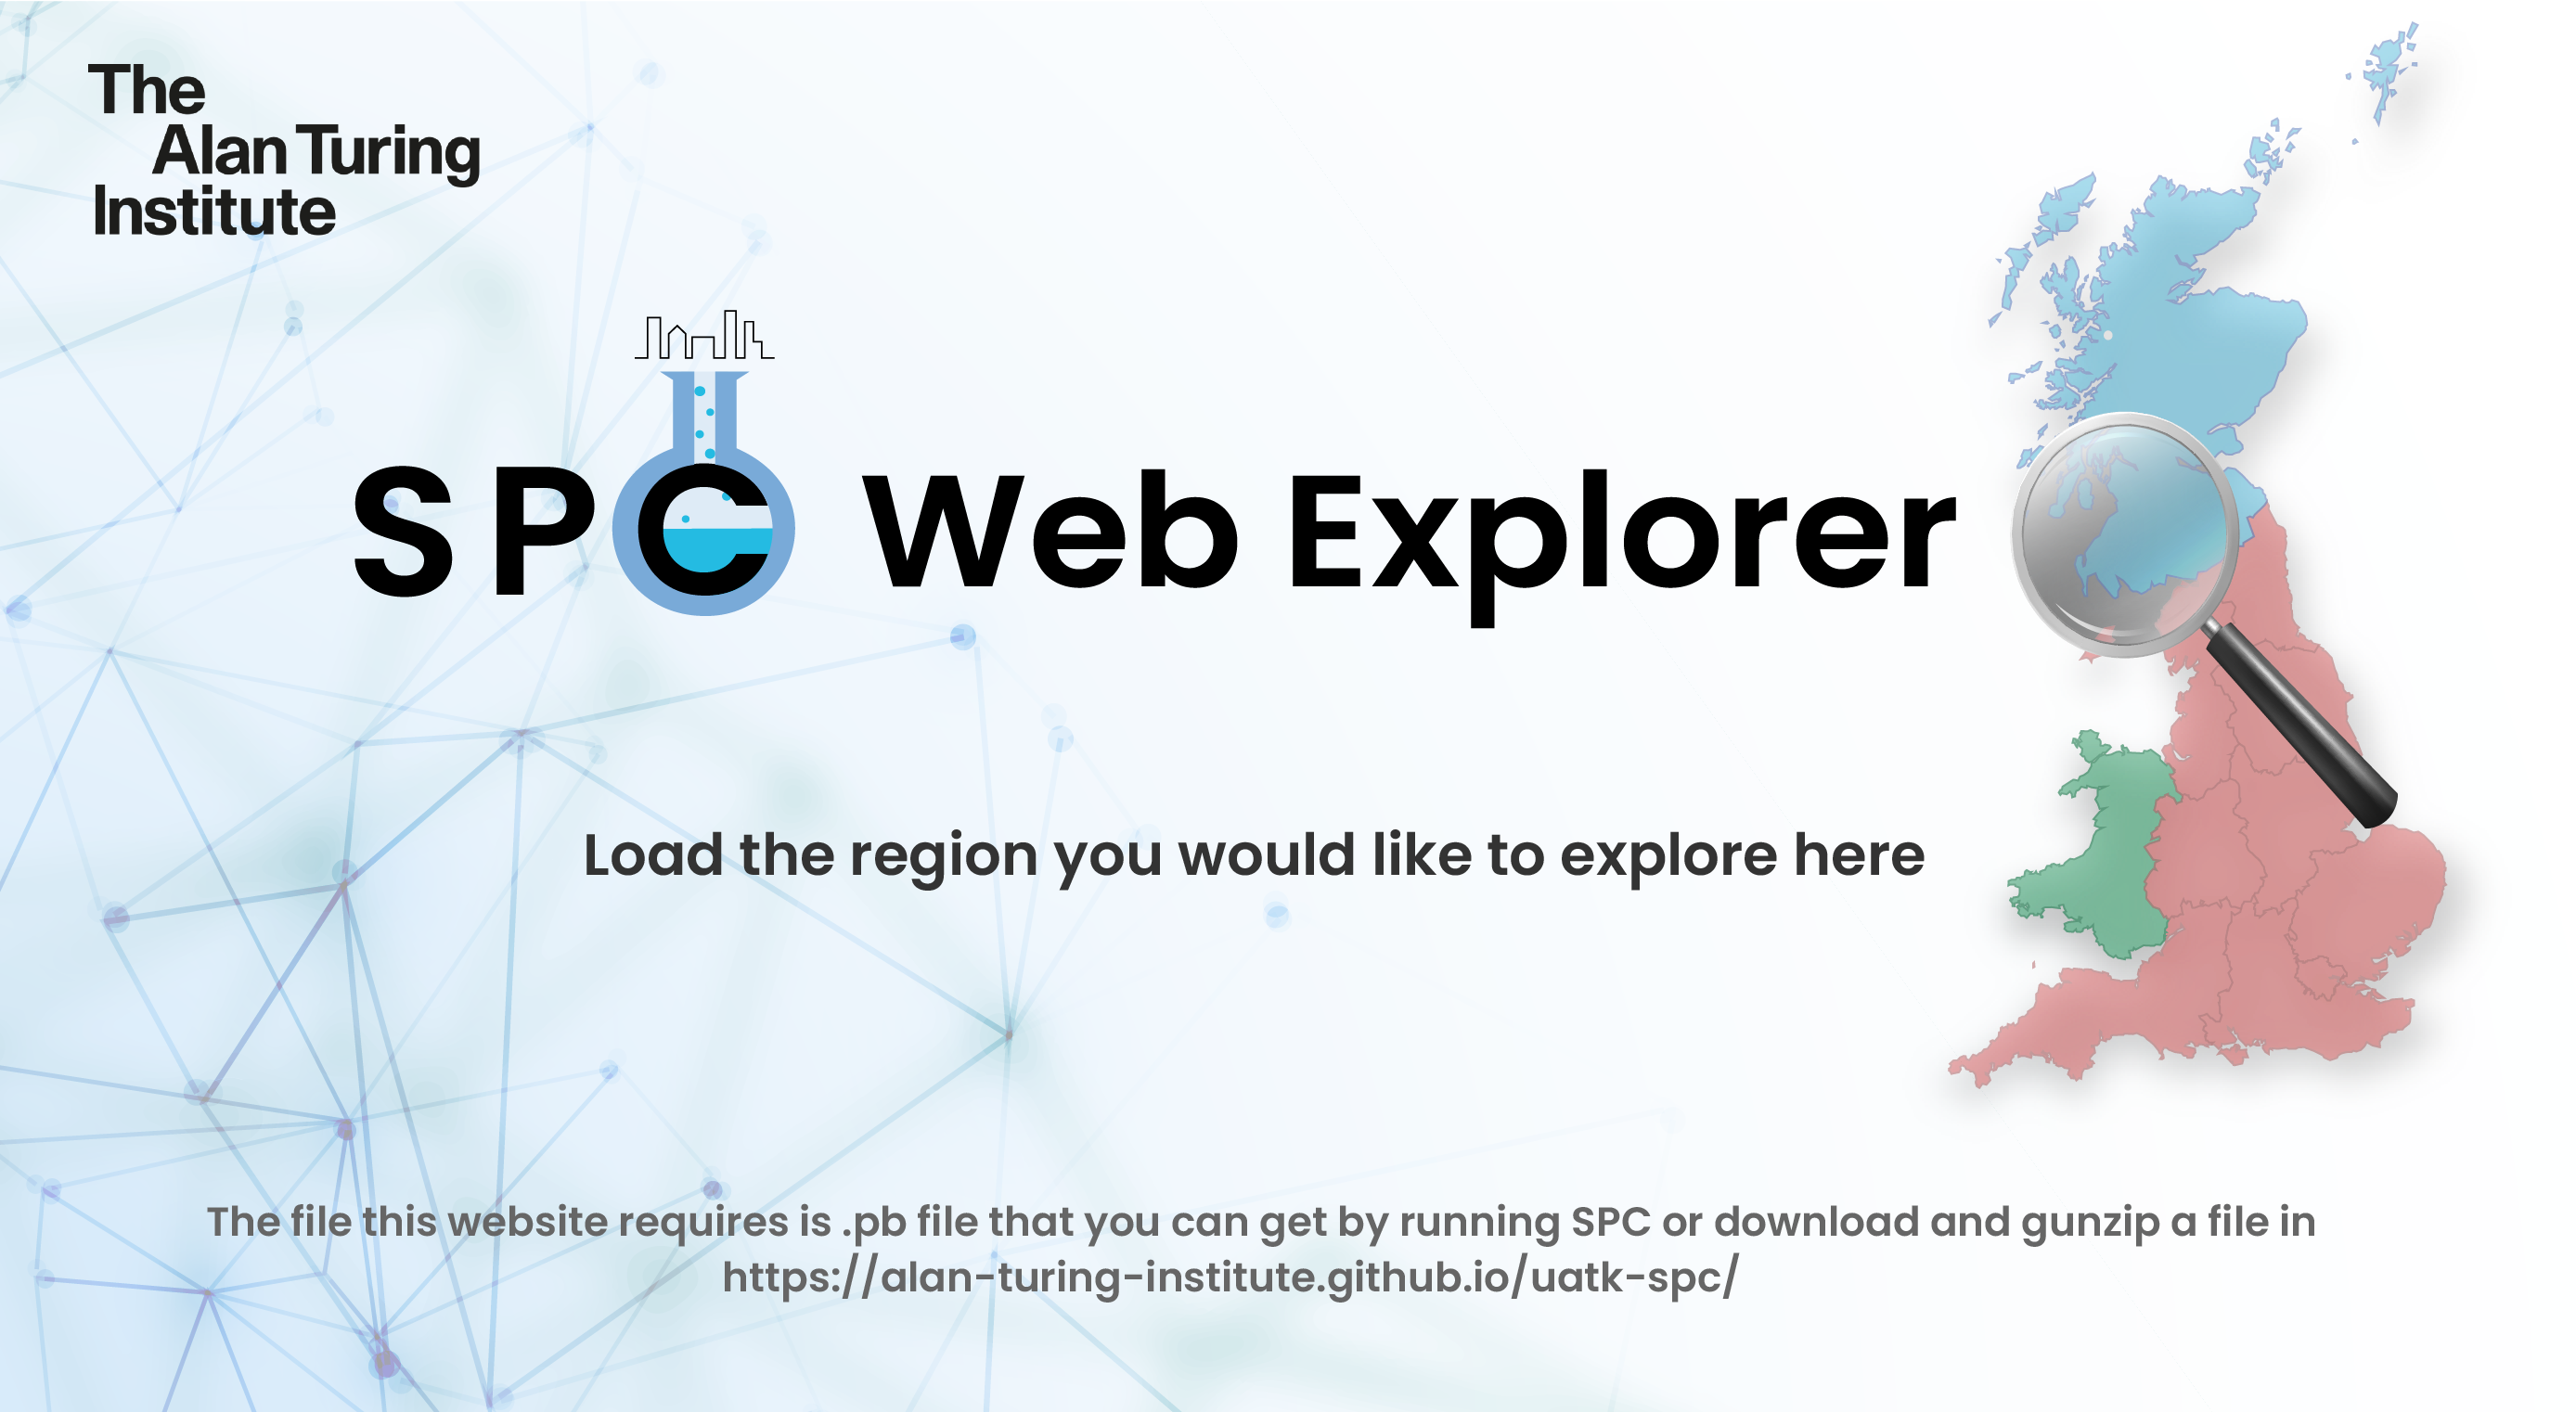 The
Alan Turing
Institute
SPC Web Explorer
Load the region you would like to explore here
The file this website requires is .pb file that you can get by running SPC or download and gunzip a file in
https://alan-turing-institute.github.io/uatk-spc/